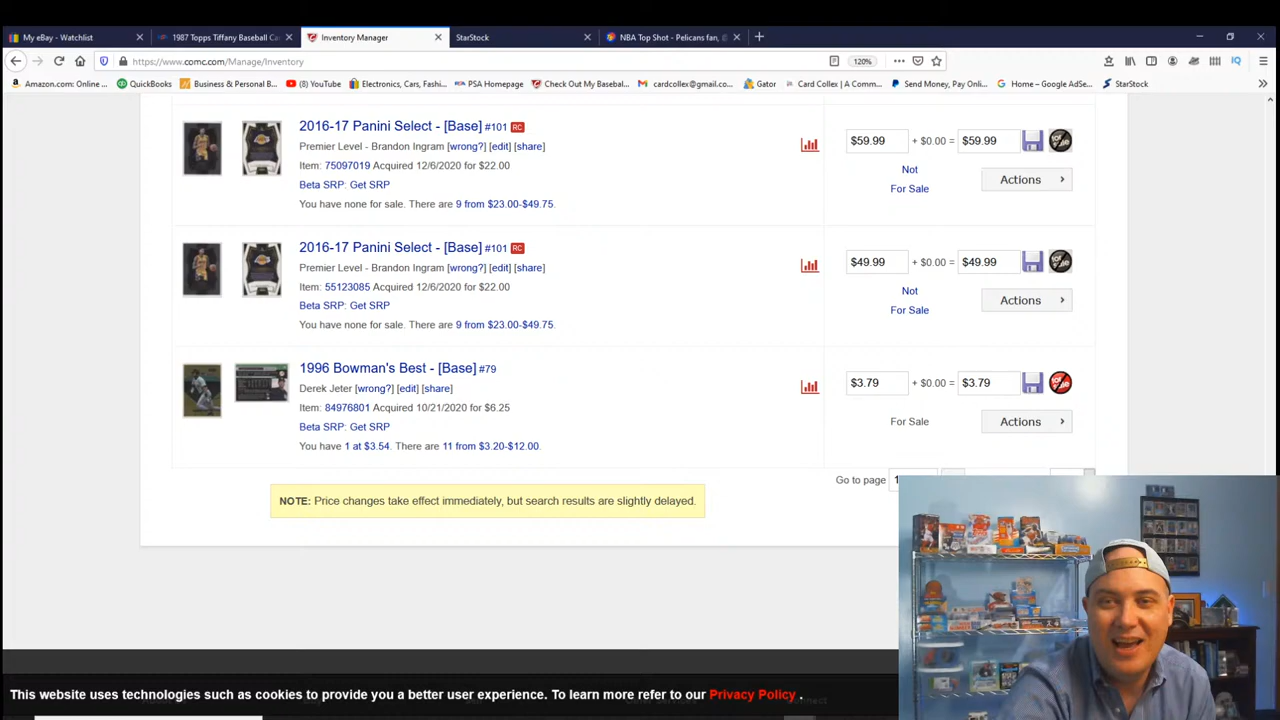 My eBay - Watchlist
1987 Topps Tiffany Baseball Ca
Inventory Manager
StarStock
NBA Top Shot - Pelicans fan,
https://www.comc.com/Manage/Inventory
120%
Amazon.com: Online ...
QuickBooks
Business & Personal B...
(8) YouTube
Electronics, Cars, Fashi...
PSA Homepage
Check Out My Basebal...
cardcollex@gmail.co...
Gator
Card Collex | A Comm...
Send Money, Pay Onli...
Home – Google AdSe...
StarStock
2016-17 Panini Select - [Base] #101 RC
Premier Level - Brandon Ingram [wrong?] [edit] [share]
Item: 75097019 Acquired 12/6/2020 for $22.00
Beta SRP: Get SRP
You have none for sale. There are 9 from $23.00-$49.75.
$59.99 + $0.00 = $59.99
Not
For Sale
Actions
2016-17 Panini Select - [Base] #101 RC
Premier Level - Brandon Ingram [wrong?] [edit] [share]
Item: 55123085 Acquired 12/6/2020 for $22.00
Beta SRP: Get SRP
You have none for sale. There are 9 from $23.00-$49.75.
$49.99 + $0.00 = $49.99
Not
For Sale
Actions
1996 Bowman's Best - [Base] #79
Derek Jeter [wrong?] [edit] [share]
Item: 84976801 Acquired 10/21/2020 for $6.25
Beta SRP: Get SRP
You have 1 at $3.54. There are 11 from $3.20-$12.00.
$3.79 + $0.00 = $3.79
For Sale
Actions
Go to page
NOTE: Price changes take effect immediately, but search results are slightly delayed.
This website uses technologies such as cookies to provide you a better user experience. To learn more refer to our Privacy Policy .